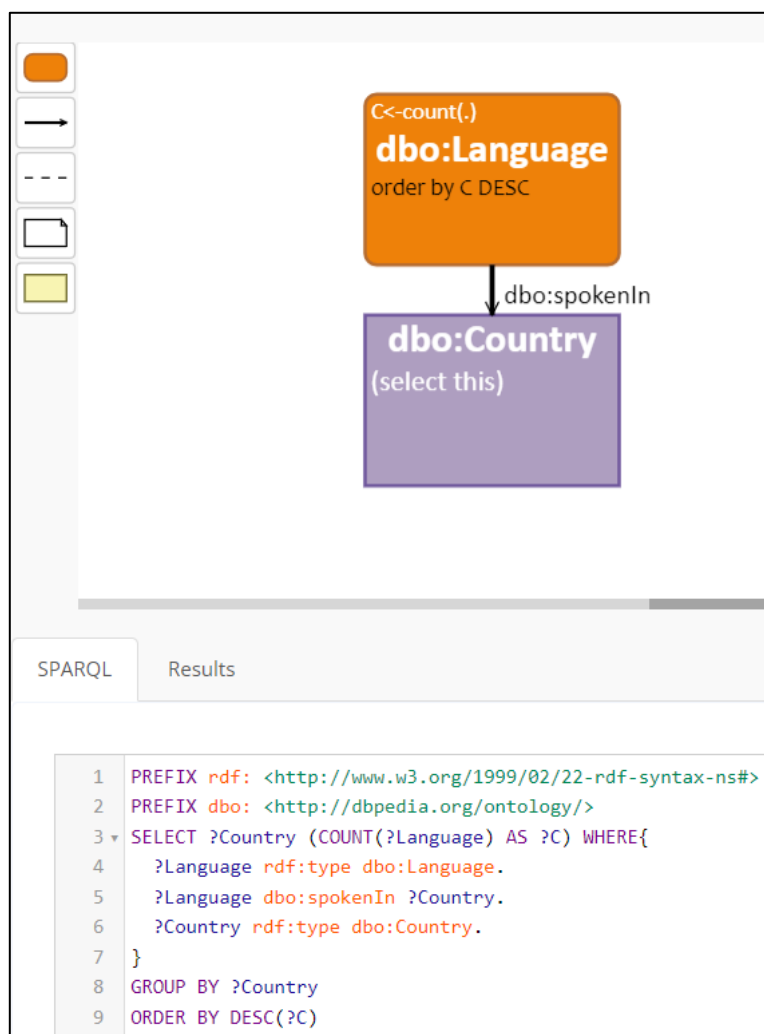 C<-count(.)
dbo:Language
order by C DESC
dbo:spokenIn
dbo:Country
(select this)
SPARQL
Results
1 PREFIX rdf: <http://www.w3.org/1999/02/22-rdf-syntax-ns#>
2 PREFIX dbo: <http://dbpedia.org/ontology/>
3 SELECT ?Country (COUNT(?Language) AS ?C) WHERE{
4 ?Language rdf:type dbo:Language.
5 ?Language dbo:spokenIn ?Country.
6 ?Country rdf:type dbo:Country.
7 }
8 GROUP BY ?Country
9 ORDER BY DESC(?C)